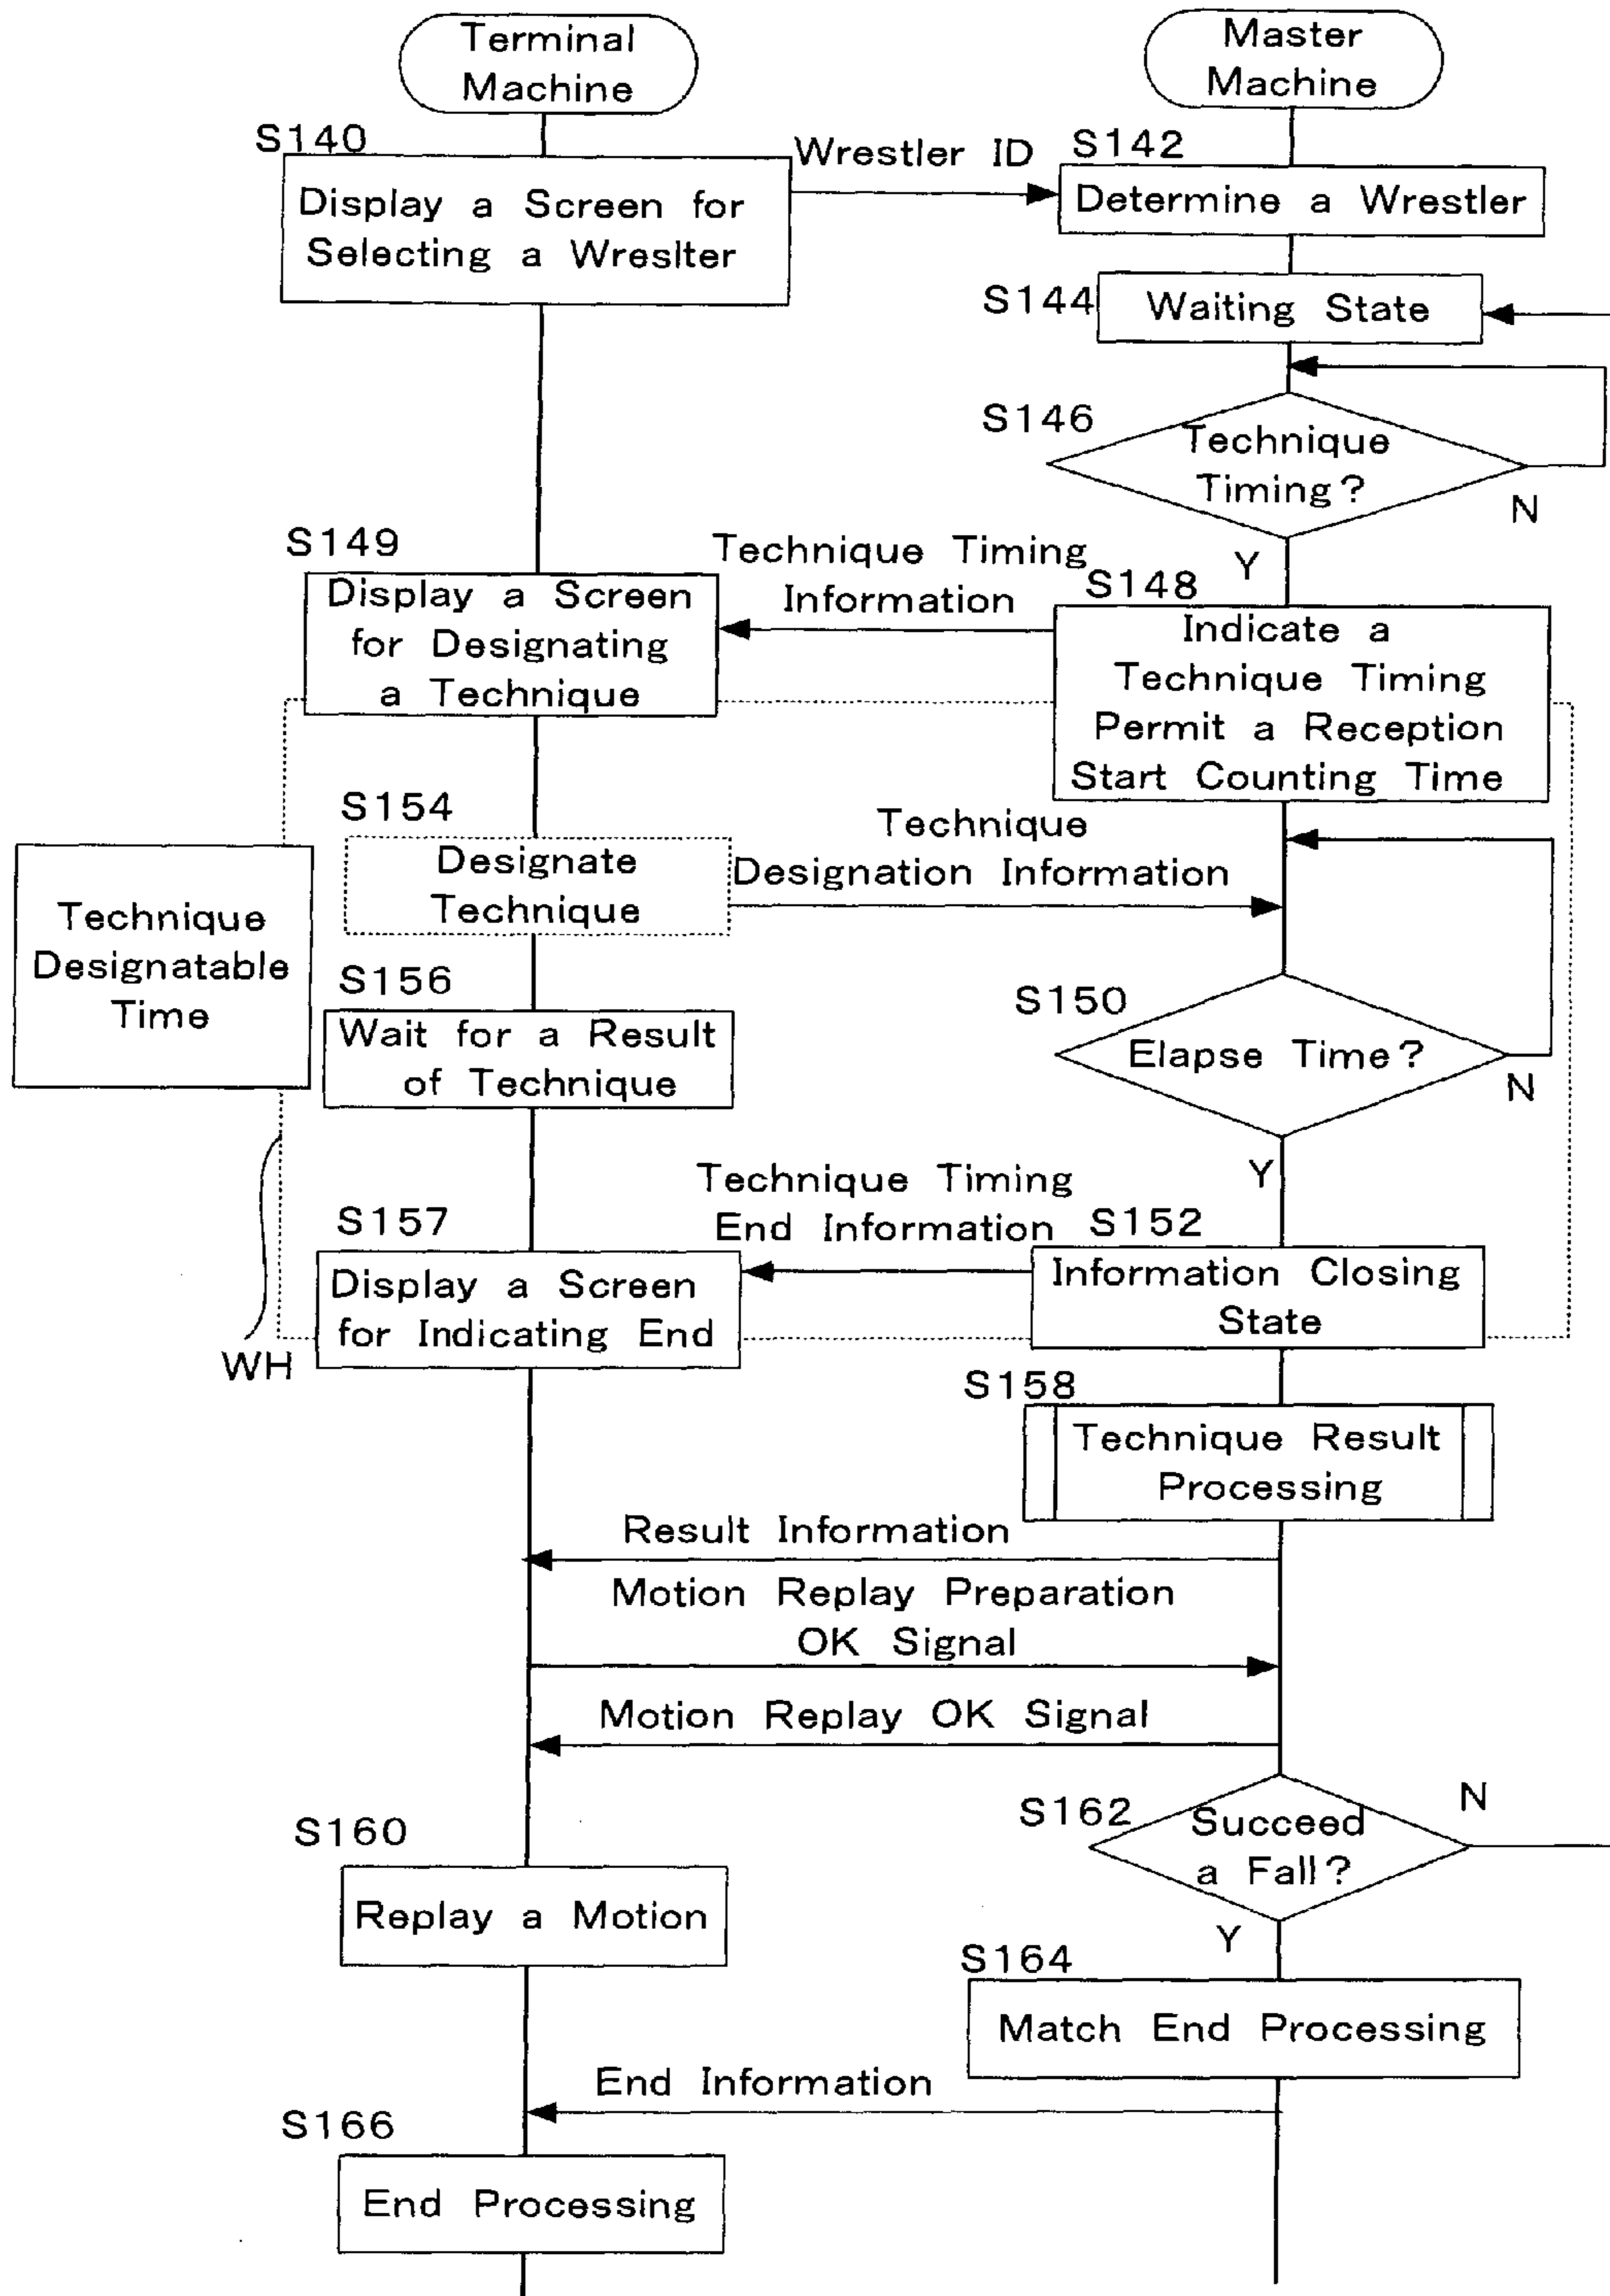 Terminal
Machine
Master
Machine
S140
Display a Screen for
Selecting a Wreslter
Wrestler ID
S142
Determine a Wrestler
S144
Waiting State
S146
Technique
Timing?
N
Y
S149
Display a Screen
for Designating
a Technique
Technique Timing
Information
S148
Indicate a
Technique Timing
Permit a Reception
Start Counting Time
S154
Designate
Technique
Technique
Designation Information
Technique
Designatable
Time
S156
Wait for a Result
of Technique
S150
Elapse Time?
N
Y
S157
Display a Screen
for Indicating End
Technique Timing
End Information
S152
Information Closing
State
WH
S158
Technique Result
Processing
Result Information
Motion Replay Preparation
OK Signal
Motion Replay OK Signal
S162
Succeed
a Fall?
N
Y
S160
Replay a Motion
S164
Match End Processing
End Information
S166
End Processing